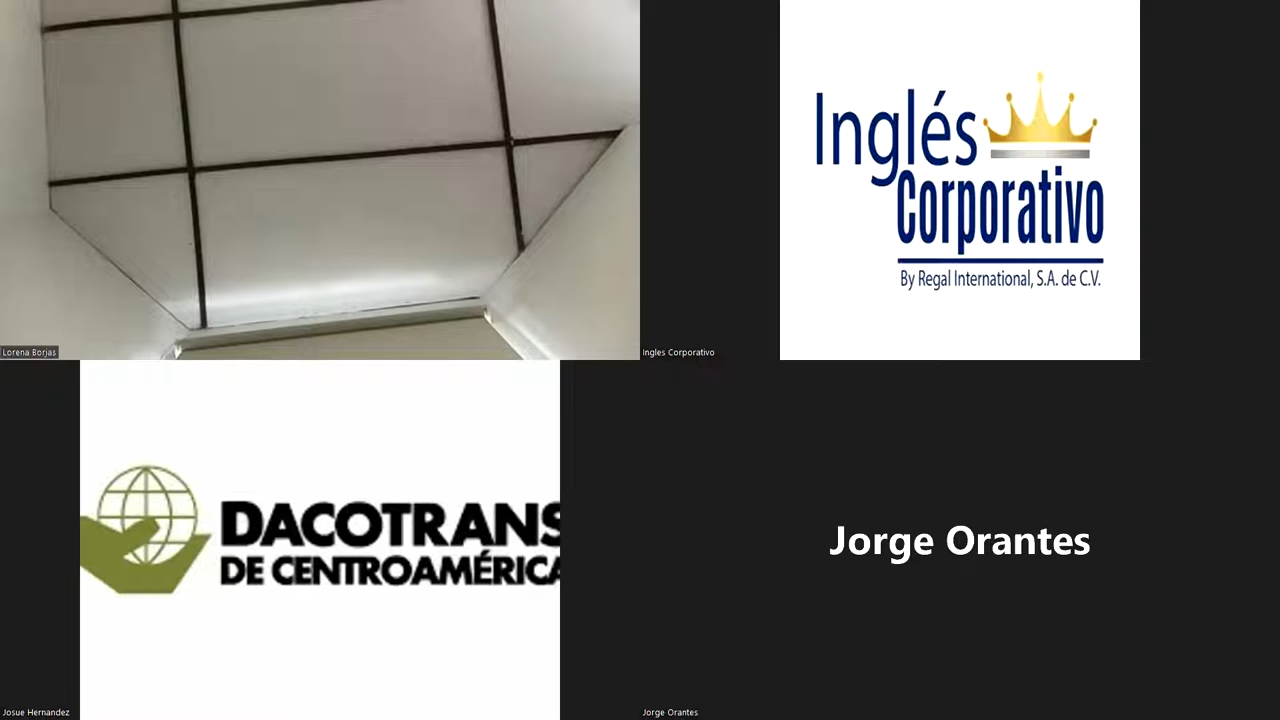 Lorena Borjas
Inglés
Corporativo
By Regal International, S.A. de C.V.
Ingles Corporativo
DACOTRANS
DE CENTROAMÉRICA
Josue Hernandez
Jorge Orantes
Jorge Orantes